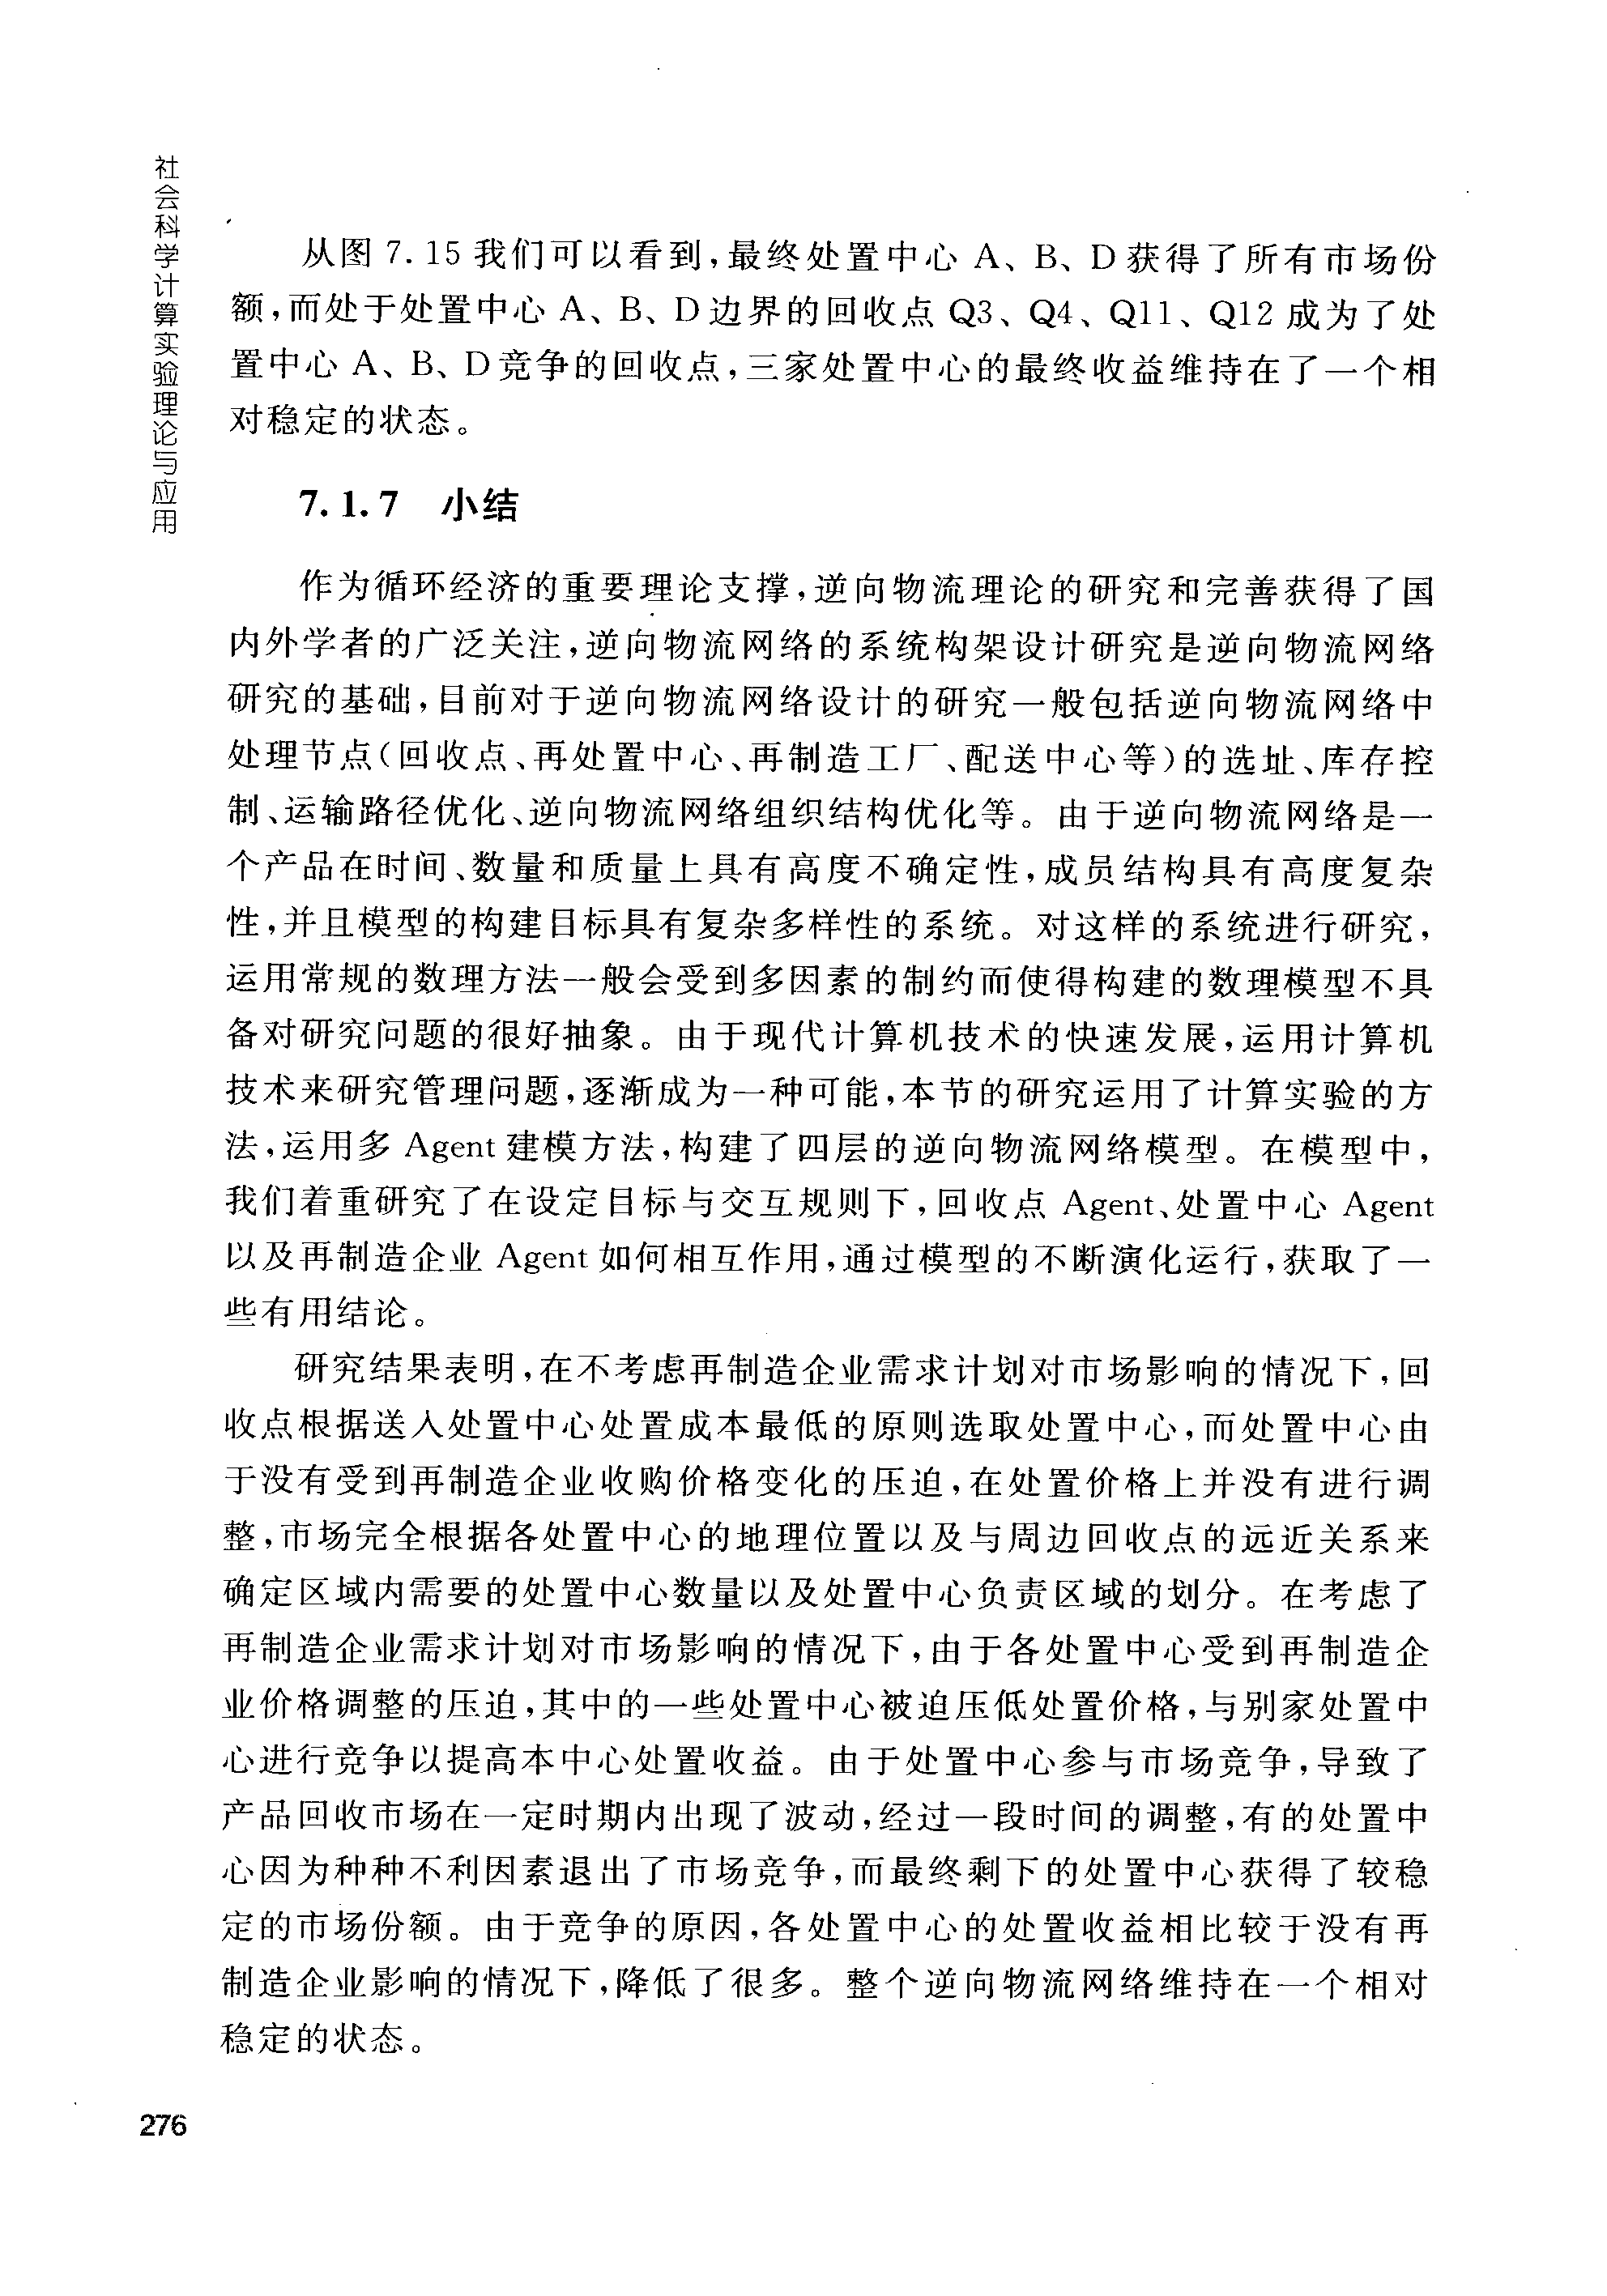 社会科学计算实验理论与应用
从图 7.15 我们可以看到,最终处置中心 A、B、D 获得了所有市场份
额,而处于处置中心 A、B、D 边界的回收点 Q3、Q4、Q11、Q12 成为了处
置中心 A、B、D 竞争的回收点,三家处置中心的最终收益维持在了一个相
对稳定的状态。
7.1.7 小结
作为循环经济的重要理论支撑,逆向物流理论的研究和完善获得了国
内外学者的广泛关注,逆向物流网络的系统构架设计研究是逆向物流网络
研究的基础,目前对于逆向物流网络设计的研究一般包括逆向物流网络中
处理节点(回收点、再处置中心、再制造工厂、配送中心等)的选址、库存控
制、运输路径优化、逆向物流网络组织结构优化等。由于逆向物流网络是一
个产品在时间、数量和质量上具有高度不确定性,成员结构具有高度复杂
性,并且模型的构建目标具有复杂多样性的系统。对这样的系统进行研究,
运用常规的数理方法一般会受到多因素的制约而使得构建的数理模型不具
备对研究问题的很好抽象。由于现代计算机技术的快速发展,运用计算机
技术来研究管理问题,逐渐成为一种可能,本节的研究运用了计算实验的方
法,运用多 Agent 建模方法,构建了四层的逆向物流网络模型。在模型中,
我们着重研究了在设定目标与交互规则下,回收点 Agent、处置中心 Agent
以及再制造企业 Agent 如何相互作用,通过模型的不断演化运行,获取了一
些有用结论。
研究结果表明,在不考虑再制造企业需求计划对市场影响的情况下,回
收点根据送入处置中心处置成本最低的原则选取处置中心,而处置中心由
于没有受到再制造企业收购价格变化的压迫,在处置价格上并没有进行调
整,市场完全根据各处置中心的地理位置以及与周边回收点的远近关系来
确定区域内需要的处置中心数量以及处置中心负责区域的划分。在考虑了
再制造企业需求计划对市场影响的情况下,由于各处置中心受到再制造企
业价格调整的压迫,其中的一些处置中心被迫压低处置价格,与别家处置中
心进行竞争以提高本中心处置收益。由于处置中心参与市场竞争,导致了
产品回收市场在一定时期内出现了波动,经过一段时间的调整,有的处置中
心因为种种不利因素退出了市场竞争,而最终剩下的处置中心获得了较稳
定的市场份额。由于竞争的原因,各处置中心的处置收益相比较于没有再
制造企业影响的情况下,降低了很多。整个逆向物流网络维持在一个相对
稳定的状态。
276